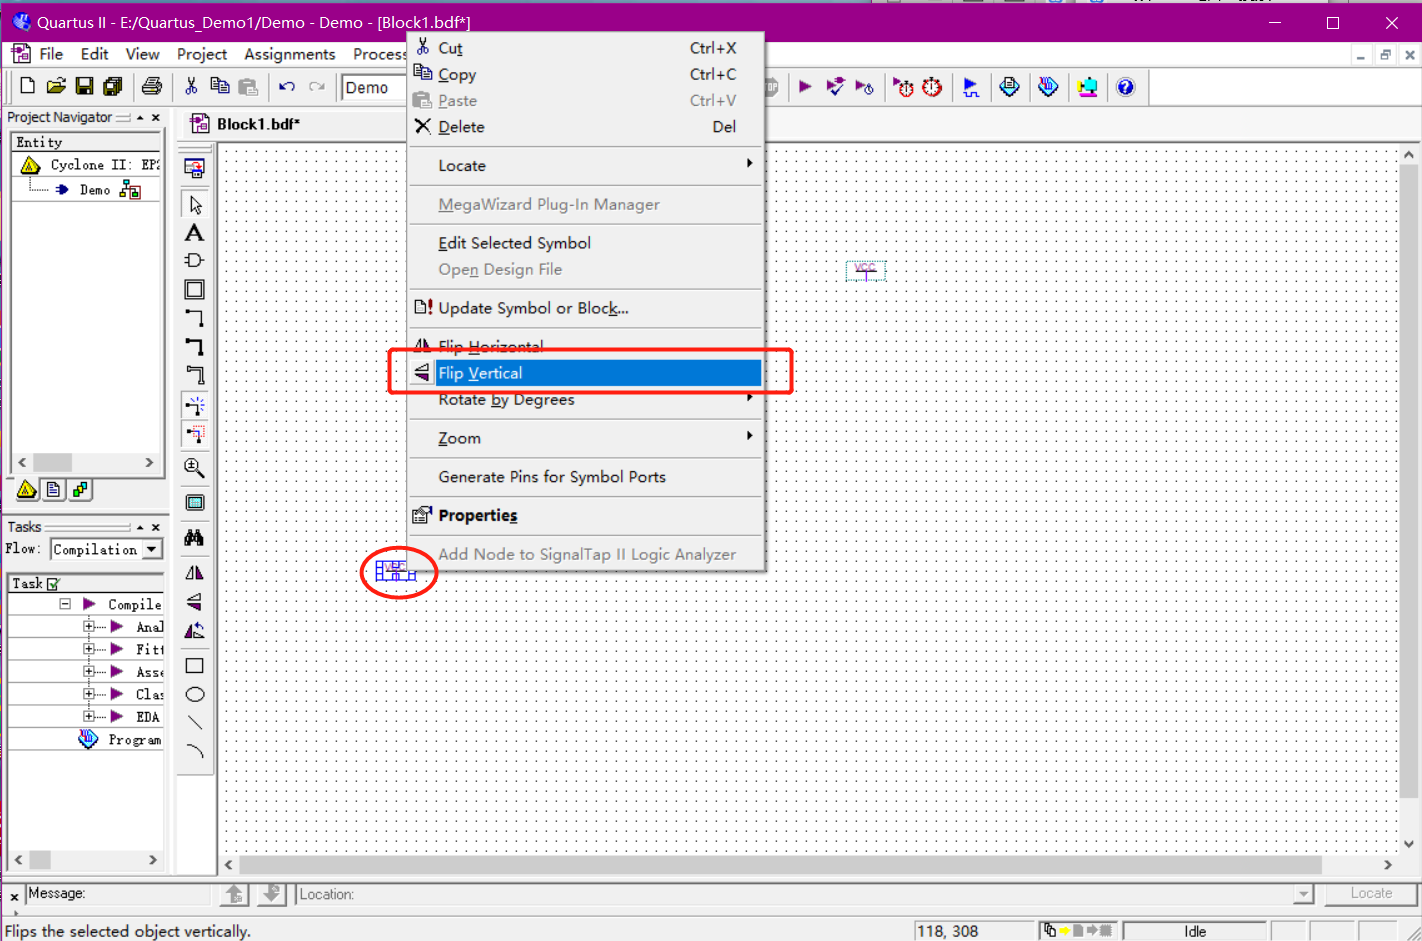 Quartus II - E:/Quartus_Demo1/Demo - Demo - [Block1.bdf*]
File Edit View Project Assignments Process
Demo
Project Navigator
Block1.bdf*
Entity
Cyclone II: EP2
Demo
Cut Ctrl+X
Copy Ctrl+C
Paste Ctrl+V
Delete Del
Locate
MegaWizard Plug-In Manager
Edit Selected Symbol
Open Design File
Update Symbol or Block...
Flip Horizontal
Flip Vertical
Rotate by Degrees
Zoom
Generate Pins for Symbol Ports
Properties
Add Node to SignalTap II Logic Analyzer
VCC
VCC
Tasks
Flow: Compilation
Task
Compile
Anal
Fitt
Asse
Clas
EDA
Program
Message:
Location:
Locate
Flips the selected object vertically.
118, 308
Idle